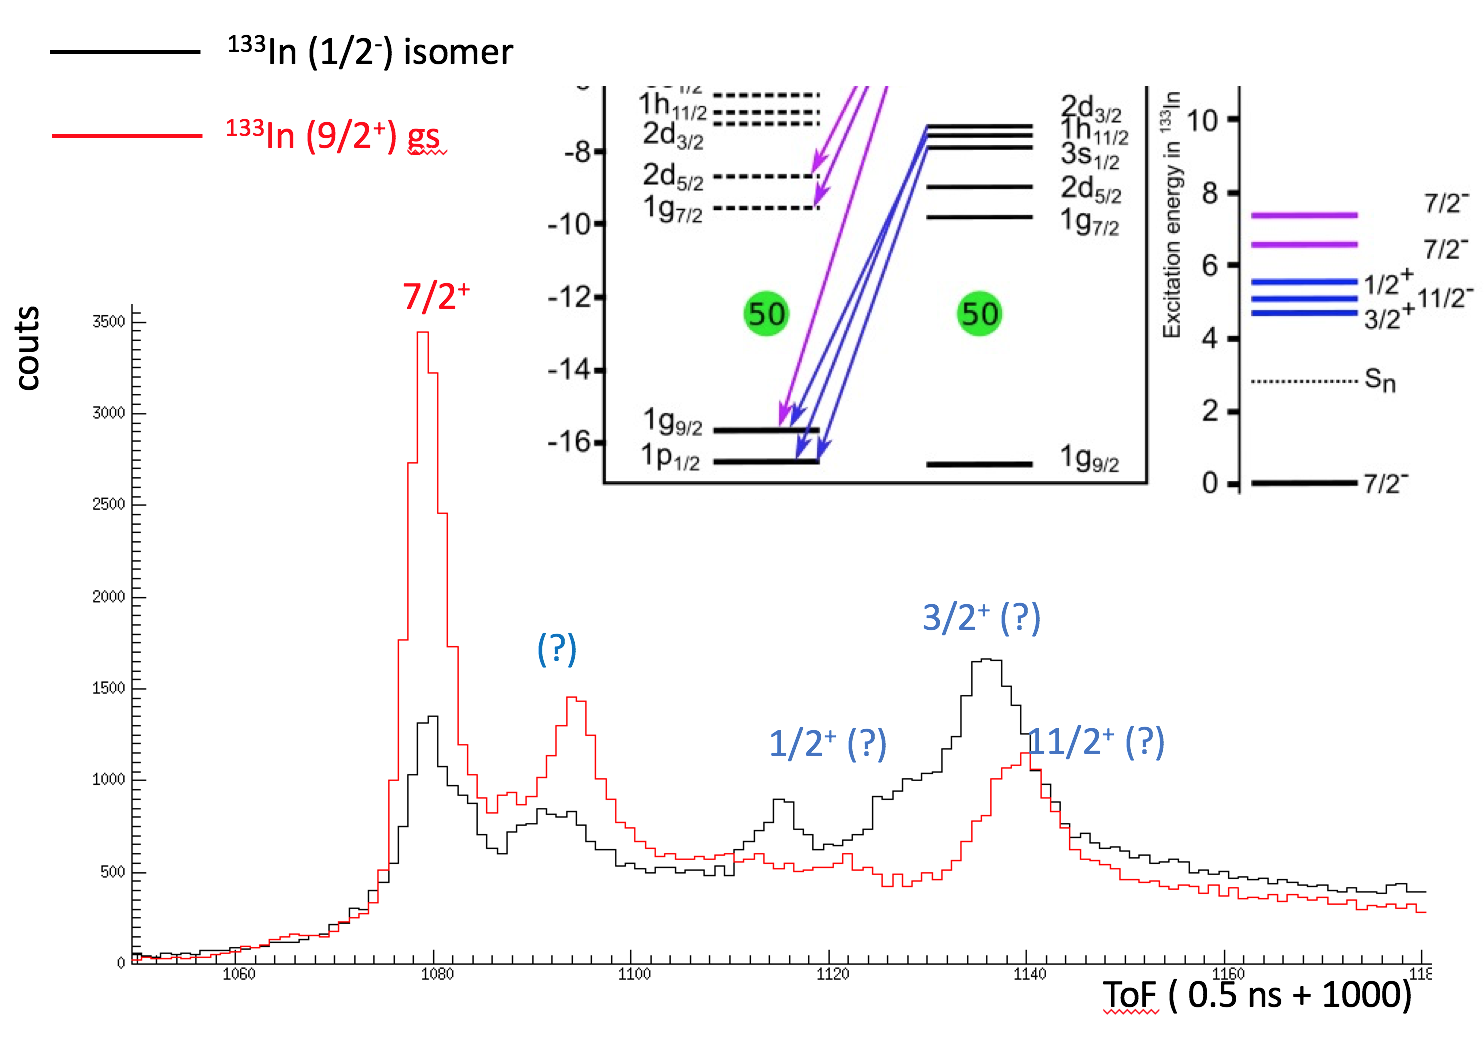 133In (1/2-) isomer
133In (9/2+) gs
1h11/2
2d3/2
2d5/2
1g7/2
1g9/2
1p1/2
-8
-10
-12
-14
-16
50
50
2d3/2
1h11/2
3s1/2
2d5/2
1g7/2
1g9/2
Excitation energy in 133In
10
8
6
4
2
0
7/2-
7/2-
1/2+
11/2-
3/2+
Sn
7/2-
couts
7/2+
(?)
3/2+ (?)
1/2+ (?)
11/2+ (?)
3500
3000
2500
2000
1500
1000
500
0
1060
1080
1100
1120
1140
1160
118
ToF ( 0.5 ns + 1000)